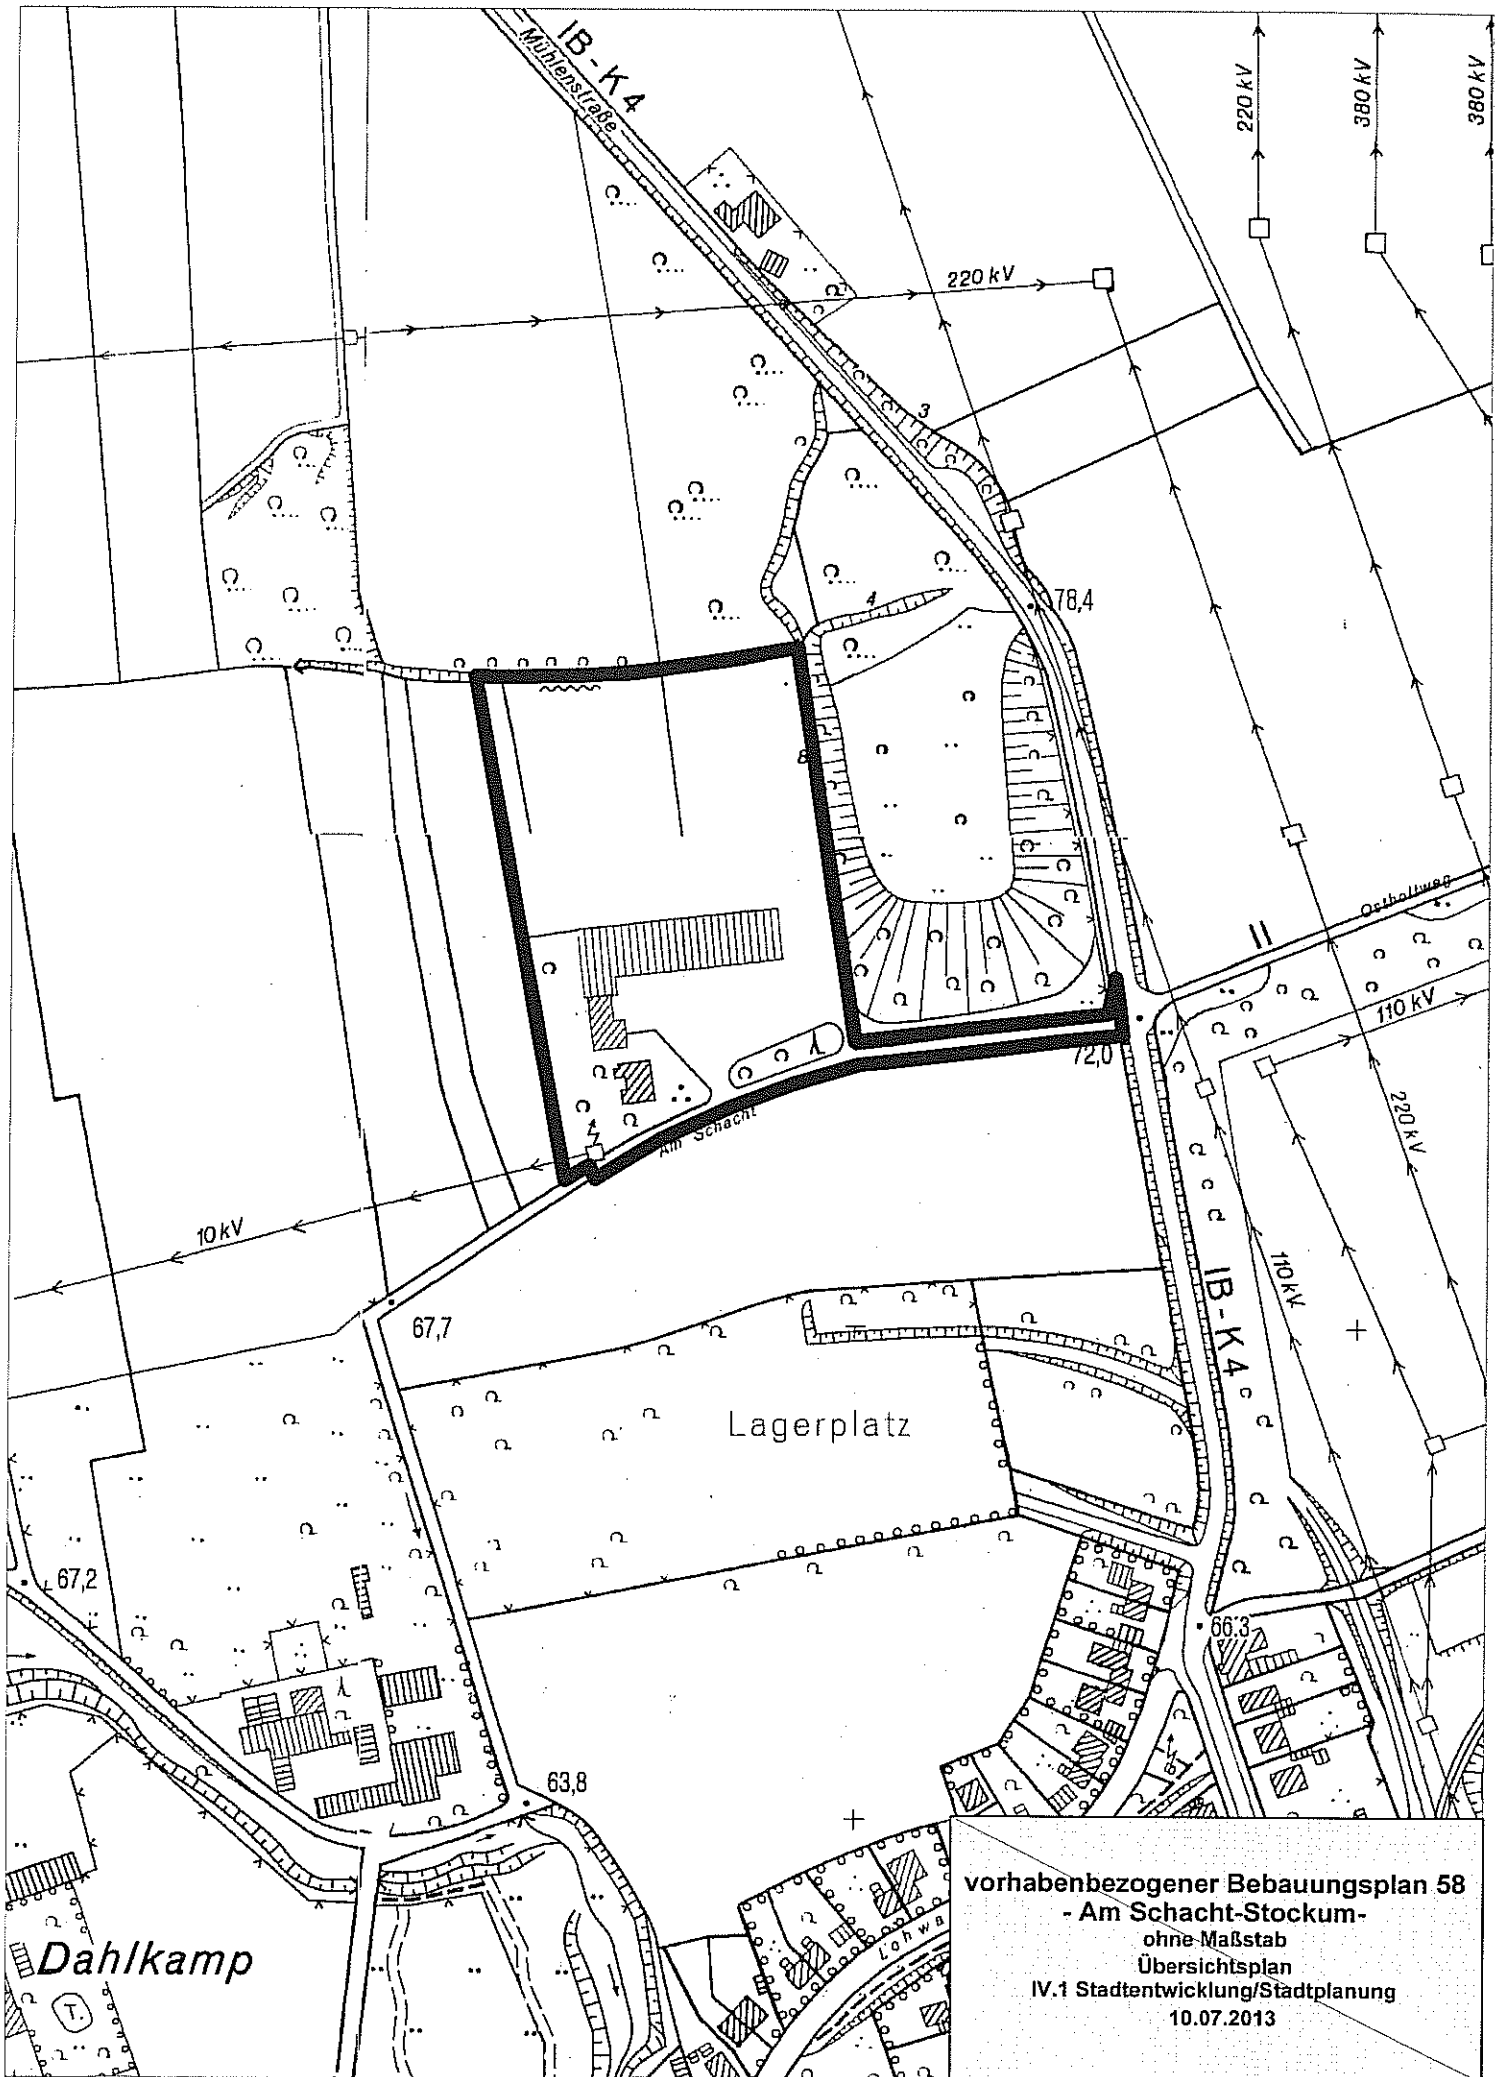 IB-K4
Mühlenstraße
220 kV
380 kV
380 kV
220 kV
3
4
78,4
8
Ostholtweg
II
110 kV
72,0
220 kV
Am Schacht
10 kV
110 kV
IB-K4
67,7
Lagerplatz
67,2
66,3
63,8
Dahlkamp
T.
vorhabenbezogener Bebauungsplan 58
- Am Schacht-Stockum-
ohne Maßstab
Übersichtsplan
IV.1 Stadtentwicklung/Stadtplanung
10.07.2013